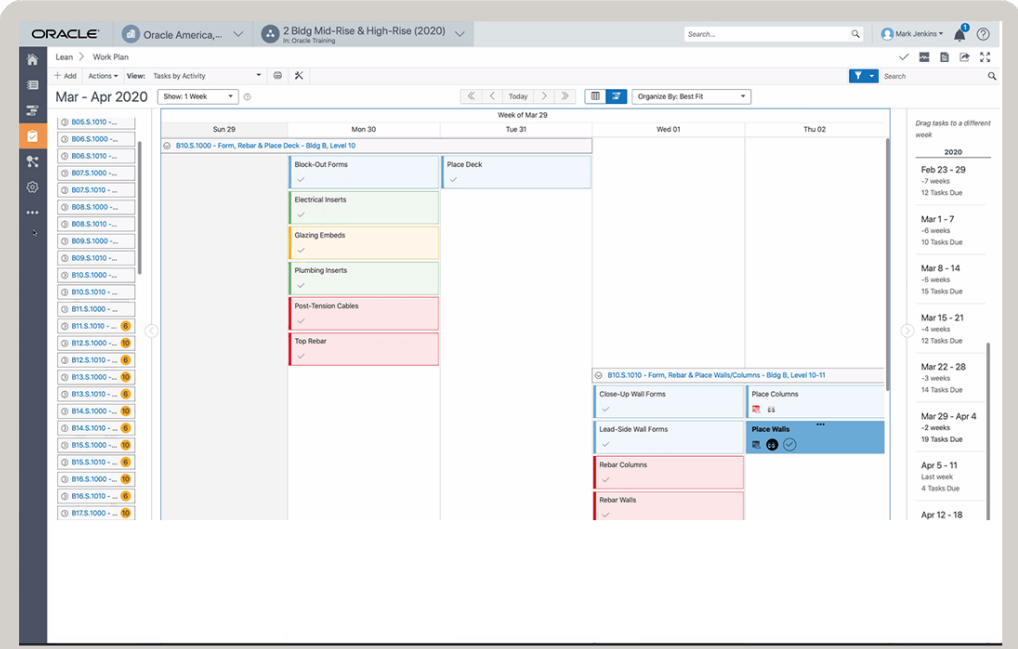 ORACLE
Oracle America,...
2 Bldg Mid-Rise & High-Rise (2020)
In: Oracle Training
Search...
Mark Jenkins
1
Lean > Work Plan
+ Add Actions View: Tasks by Activity
Search
Mar - Apr 2020
Show: 1 Week
Today
Organize By: Best Fit
Week of Mar 29
Sun 29 Mon 30 Tue 31 Wed 01 Thu 02
B05.S.1010 -...
B06.S.1000 -...
B06.S.1010 -...
B07.S.1000 -...
B07.S.1010 -...
B08.S.1000 -...
B08.S.1010 -...
B09.S.1000 -...
B09.S.1010 -...
B10.S.1000 -...
B10.S.1010 -...
B11.S.1000 -...
B11.S.1010 -... 6
B12.S.1000 -... 10
B12.S.1010 -... 6
B13.S.1000 -... 10
B13.S.1010 -... 6
B14.S.1000 -... 10
B14.S.1010 -... 6
B15.S.1000 -... 10
B15.S.1010 -... 6
B16.S.1000 -... 10
B16.S.1010 -... 6
B17.S.1000 -... 10
B10.S.1000 - Form, Rebar & Place Deck - Bldg B, Level 10
Block-Out Forms
Place Deck
Electrical Inserts
Glazing Embeds
Plumbing Inserts
Post-Tension Cables
Top Rebar
B10.S.1010 - Form, Rebar & Place Walls/Columns - Bldg B, Level 10-11
Close-Up Wall Forms
Place Columns
Lead-Side Wall Forms
Place Walls
Rebar Columns
Rebar Walls
Drag tasks to a different
week
2020
Feb 23 - 29
-7 weeks
12 Tasks Due
Mar 1 - 7
-6 weeks
10 Tasks Due
Mar 8 - 14
-5 weeks
15 Tasks Due
Mar 15 - 21
-4 weeks
12 Tasks Due
Mar 22 - 28
-3 weeks
14 Tasks Due
Mar 29 - Apr 4
-2 weeks
19 Tasks Due
Apr 5 - 11
Last week
4 Tasks Due
Apr 12 - 18